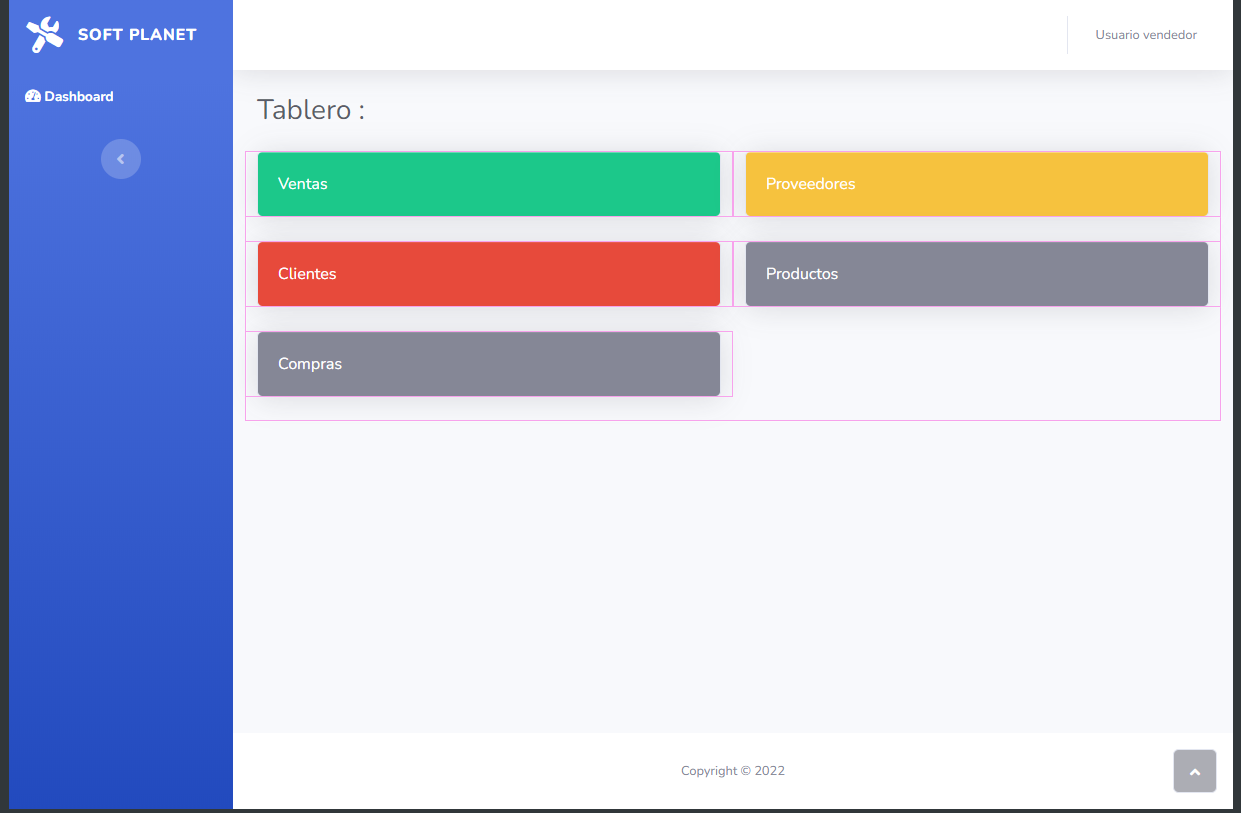 SOFT PLANET
Usuario vendedor
Dashboard
Tablero :
Ventas
Proveedores
Clientes
Productos
Compras
Copyright © 2022